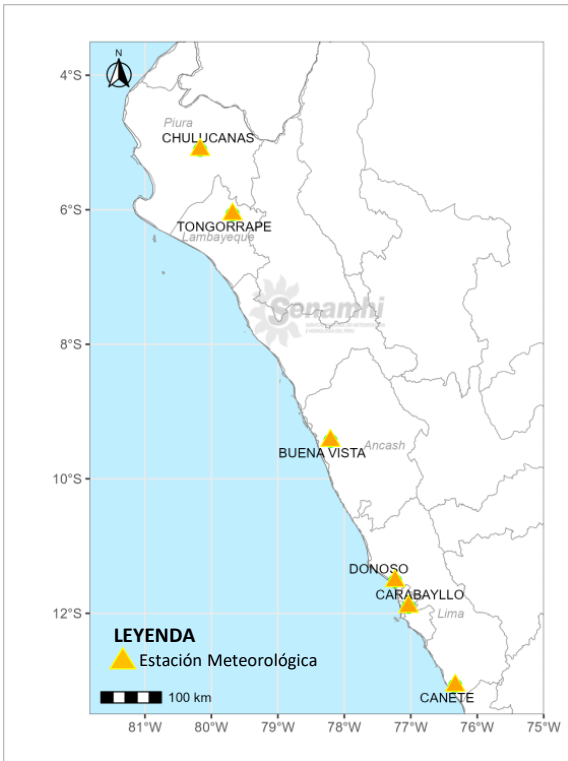 N
4°S
Piura
CHULUCANAS
6°S
TONGORRAPE
Lambayeque
Senamhi
8°S
Ancash
BUENA VISTA
10°S
DONOSO
CARABAYLLO
12°S
Lima
LEYENDA
Estación Meteorológica
100 km
CAÑETE
81°W 80°W 79°W 78°W 77°W 76°W 75°W